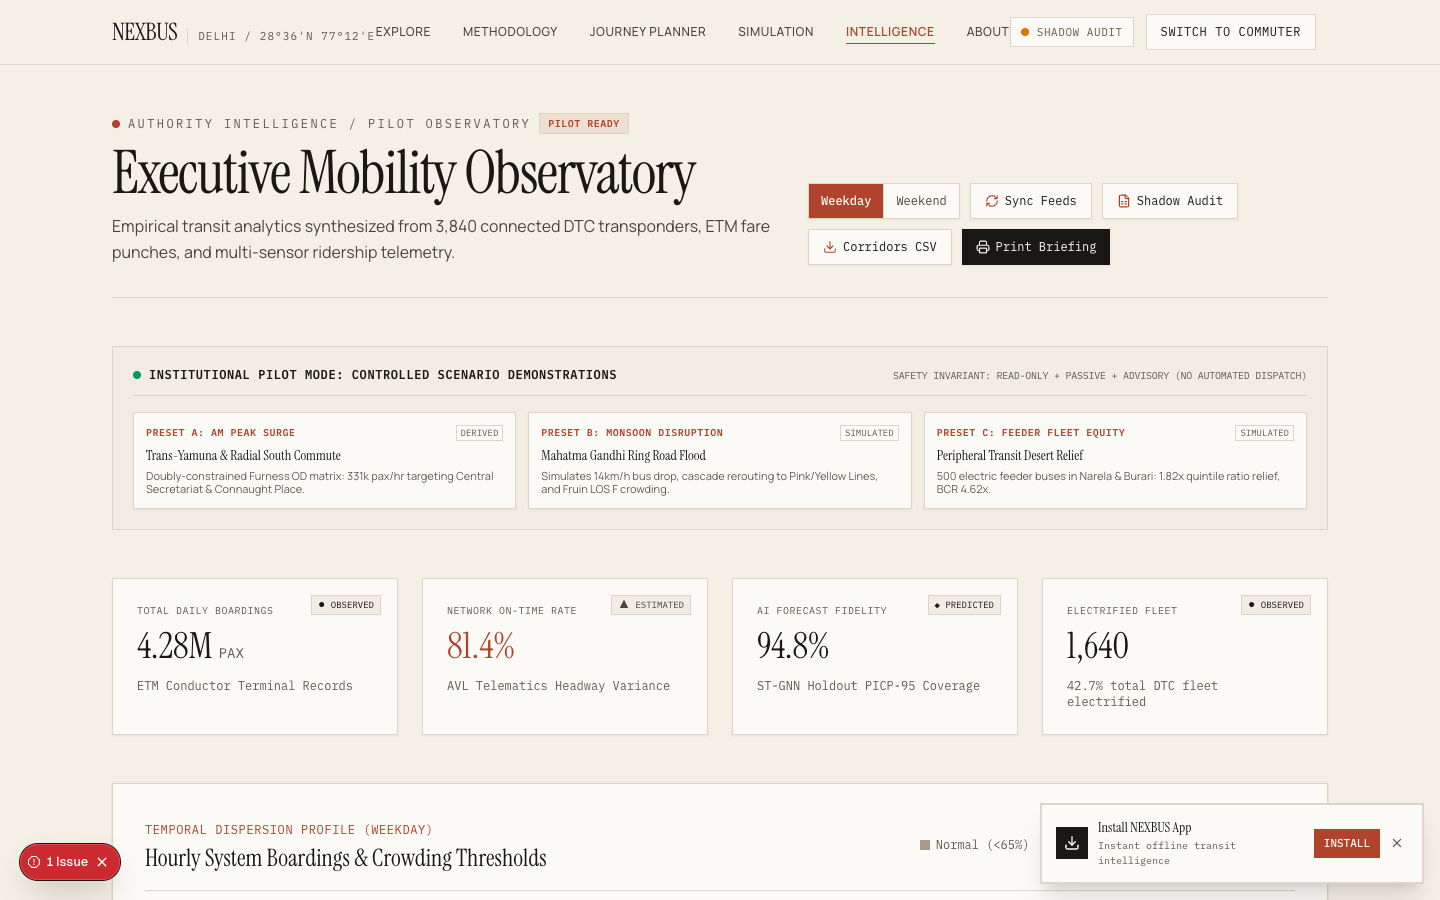 NEXBUS
DELHI / 28°36'N 77°12'E
EXPLORE
METHODOLOGY
JOURNEY PLANNER
SIMULATION
INTELLIGENCE
ABOUT
SHADOW AUDIT
SWITCH TO COMMUTER
AUTHORITY INTELLIGENCE / PILOT OBSERVATORY
PILOT READY
Executive Mobility Observatory
Empirical transit analytics synthesized from 3,840 connected DTC transponders, ETM fare
punches, and multi-sensor ridership telemetry.
Weekday
Weekend
Sync Feeds
Shadow Audit
Corridors CSV
Print Briefing
INSTITUTIONAL PILOT MODE: CONTROLLED SCENARIO DEMONSTRATIONS
SAFETY INVARIANT: READ-ONLY + PASSIVE + ADVISORY (NO AUTOMATED DISPATCH)
PRESET A: AM PEAK SURGE
DERIVED
Trans-Yamuna & Radial South Commute
Doubly-constrained Furness OD matrix: 331k pax/hr targeting Central
Secretariat & Connaught Place.
PRESET B: MONSOON DISRUPTION
SIMULATED
Mahatma Gandhi Ring Road Flood
Simulates 14km/h bus drop, cascade rerouting to Pink/Yellow Lines,
and Fruin LOS F crowding.
PRESET C: FEEDER FLEET EQUITY
SIMULATED
Peripheral Transit Desert Relief
500 electric feeder buses in Narela & Burari: 1.82x quintile ratio relief,
BCR 4.62x.
TOTAL DAILY BOARDINGS
● OBSERVED
4.28M PAX
ETM Conductor Terminal Records
NETWORK ON-TIME RATE
▲ ESTIMATED
81.4%
AVL Telematics Headway Variance
AI FORECAST FIDELITY
◆ PREDICTED
94.8%
ST-GNN Holdout PICP-95 Coverage
ELECTRIFIED FLEET
● OBSERVED
1,640
42.7% total DTC fleet
electrified
TEMPORAL DISPERSION PROFILE (WEEKDAY)
Hourly System Boardings & Crowding Thresholds
Normal (<65%)
Install NEXBUS App
Instant offline transit
intelligence
INSTALL
1 Issue